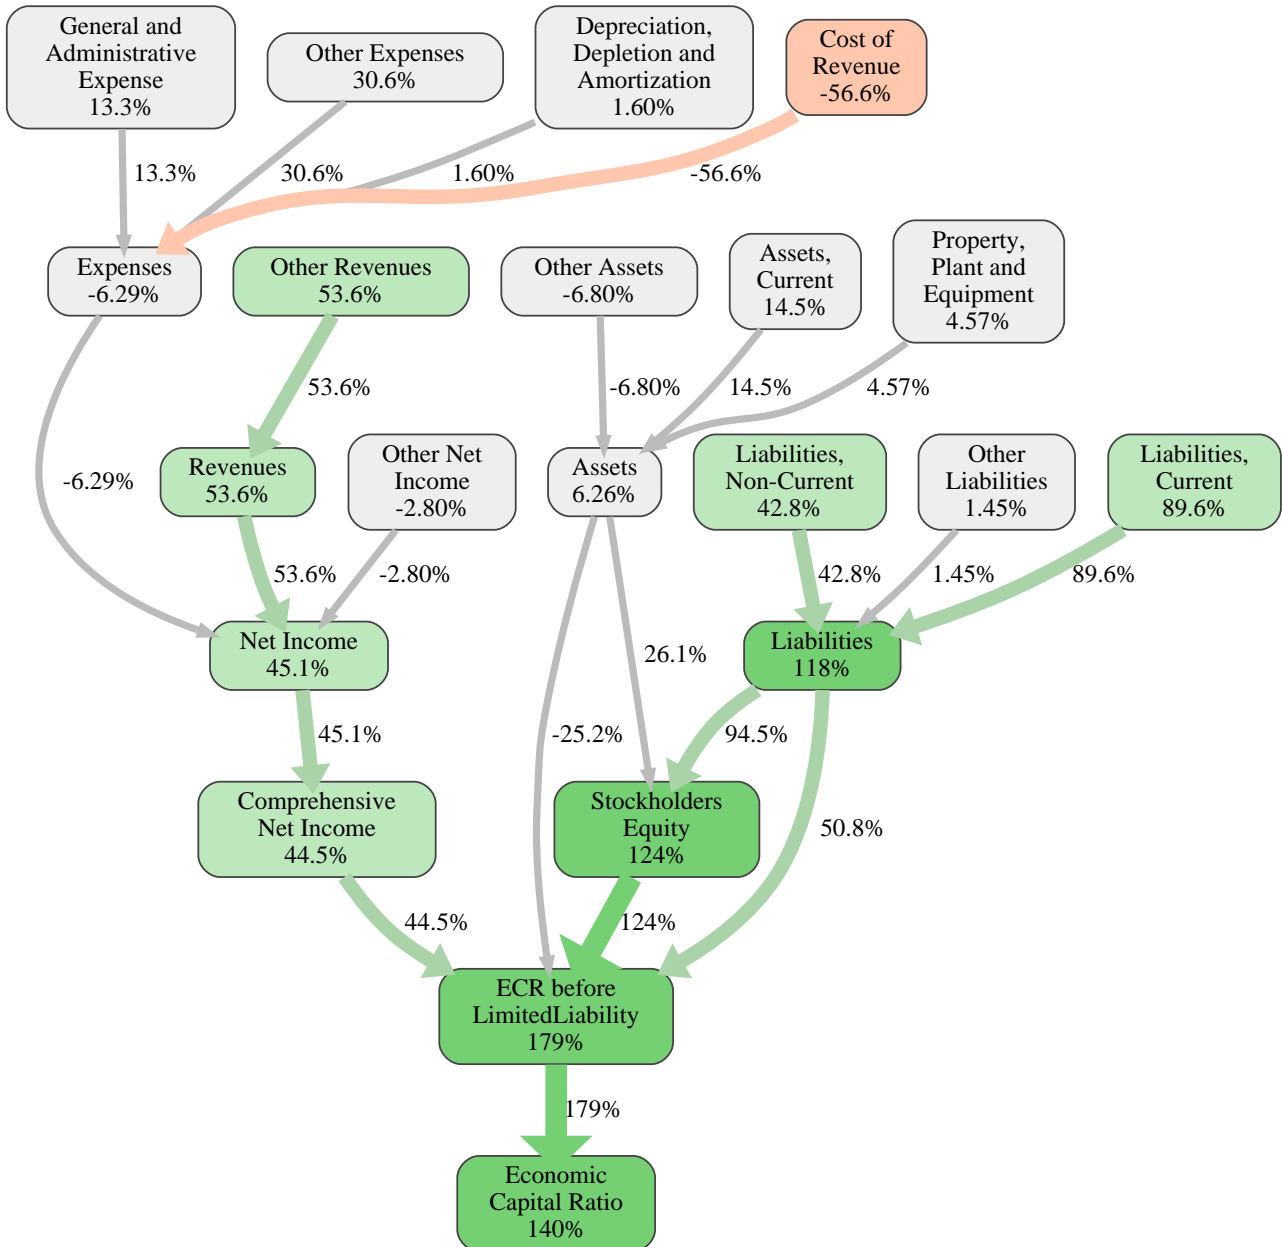 General and
Administrative
Expense
13.3%
Other Expenses
30.6%
Depreciation,
Depletion and
Amortization
1.60%
Cost of
Revenue
-56.6%
13.3%
30.6%
1.60%
-56.6%
Expenses
-6.29%
Other Revenues
53.6%
Other Assets
-6.80%
Assets,
Current
14.5%
Property,
Plant and
Equipment
4.57%
53.6%
-6.80%
14.5%
4.57%
-6.29%
Revenues
53.6%
Other Net
Income
-2.80%
Assets
6.26%
Liabilities,
Non-Current
42.8%
Other
Liabilities
1.45%
Liabilities,
Current
89.6%
53.6%
-2.80%
42.8%
1.45%
89.6%
Net Income
45.1%
26.1%
Liabilities
118%
45.1%
-25.2%
94.5%
Comprehensive
Net Income
44.5%
Stockholders
Equity
124%
50.8%
44.5%
124%
ECR before
LimitedLiability
179%
179%
Economic
Capital Ratio
140%